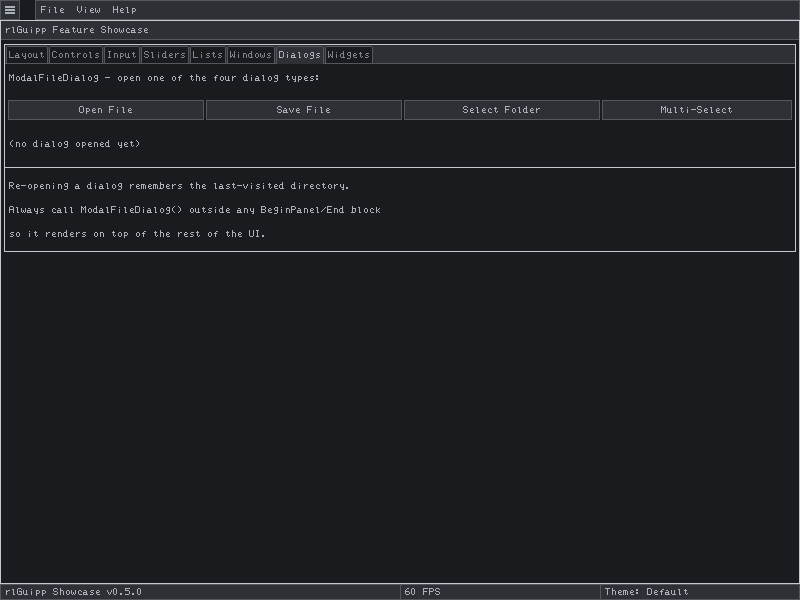 File View Help
rlGuipp Feature Showcase
Layout Controls Input Sliders Lists Windows Dialogs Widgets
ModalFileDialog - open one of the four dialog types:
Open File Save File Select Folder Multi-Select
(no dialog opened yet)
Re-opening a dialog remembers the last-visited directory.
Always call ModalFileDialog() outside any BeginPanel/End block
so it renders on top of the rest of the UI.
rlGuipp Showcase v0.5.0 60 FPS Theme: Default